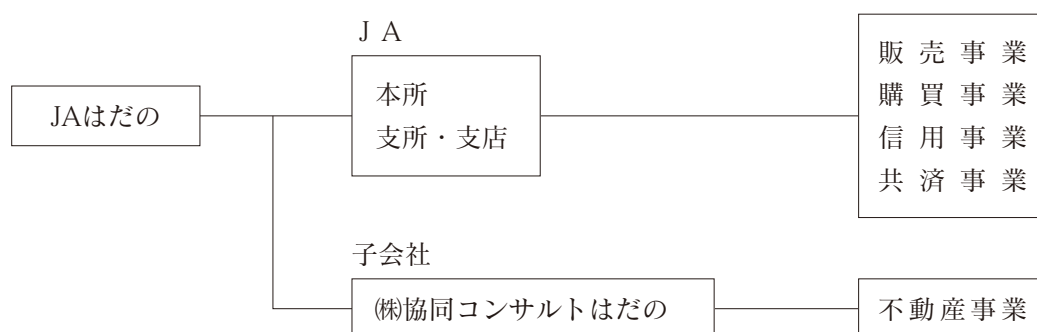 JAはだの
J A
本所
支所・支店
販売事業
購買事業
信用事業
共済事業
子会社
㈱協同コンサルトはだの
不動産事業